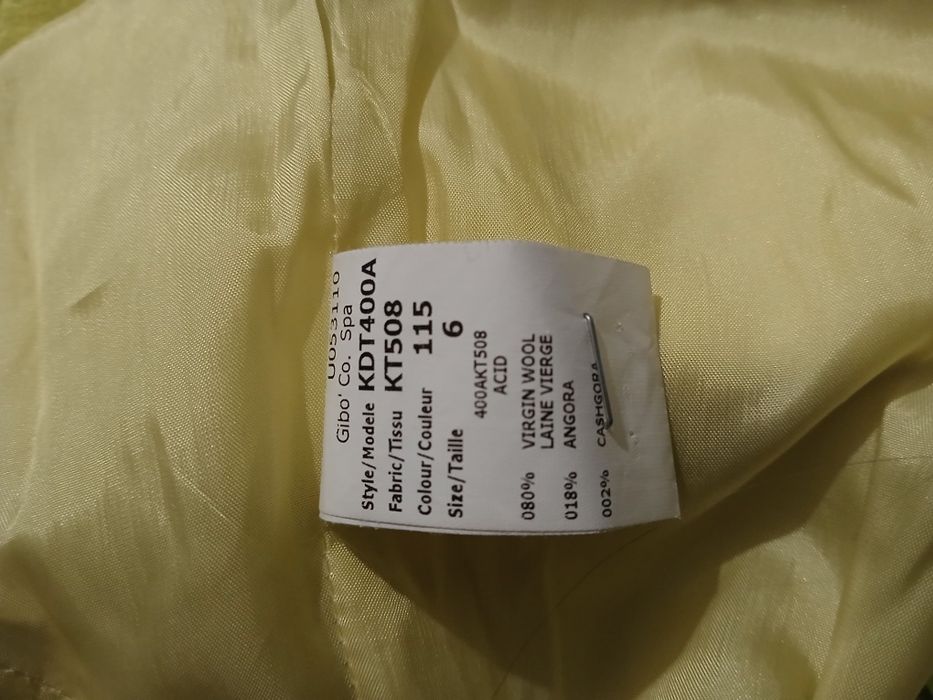 U053110
Gibo' Co. Spa
Style/Modele KDT400A
Fabric/Tissu KT508
Colour/Couleur 115
Size/Taille 6
400AKT508
ACID
080% VIRGIN WOOL
LAINE VIERGE
018% ANGORA
002% CASHGORA